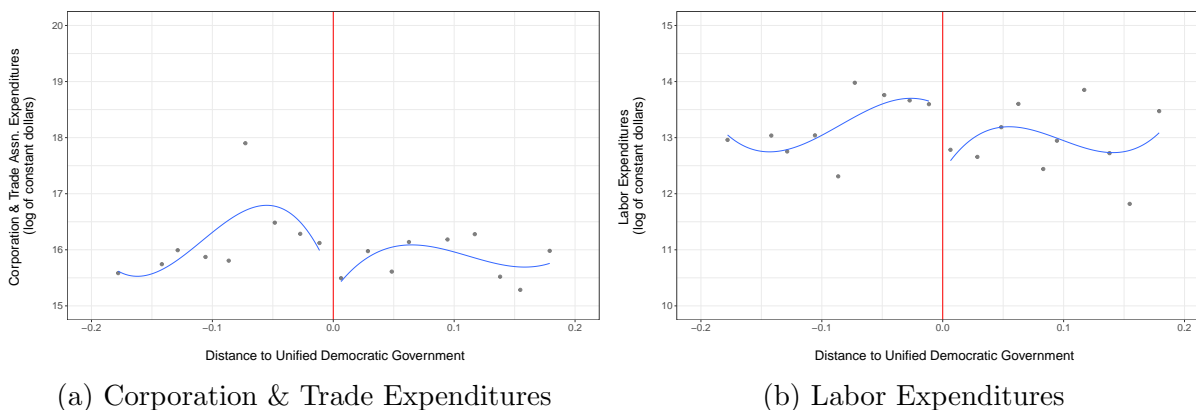 Corporation & Trade Assn. Expenditures
(log of constant dollars)
20
19
18
17
16
15
−0.2
−0.1
0.0
0.1
0.2
Distance to Unified Democratic Government
(a) Corporation & Trade Expenditures
Labor Expenditures
(log of constant dollars)
15
14
13
12
11
10
−0.2
−0.1
0.0
0.1
0.2
Distance to Unified Democratic Government
(b) Labor Expenditures